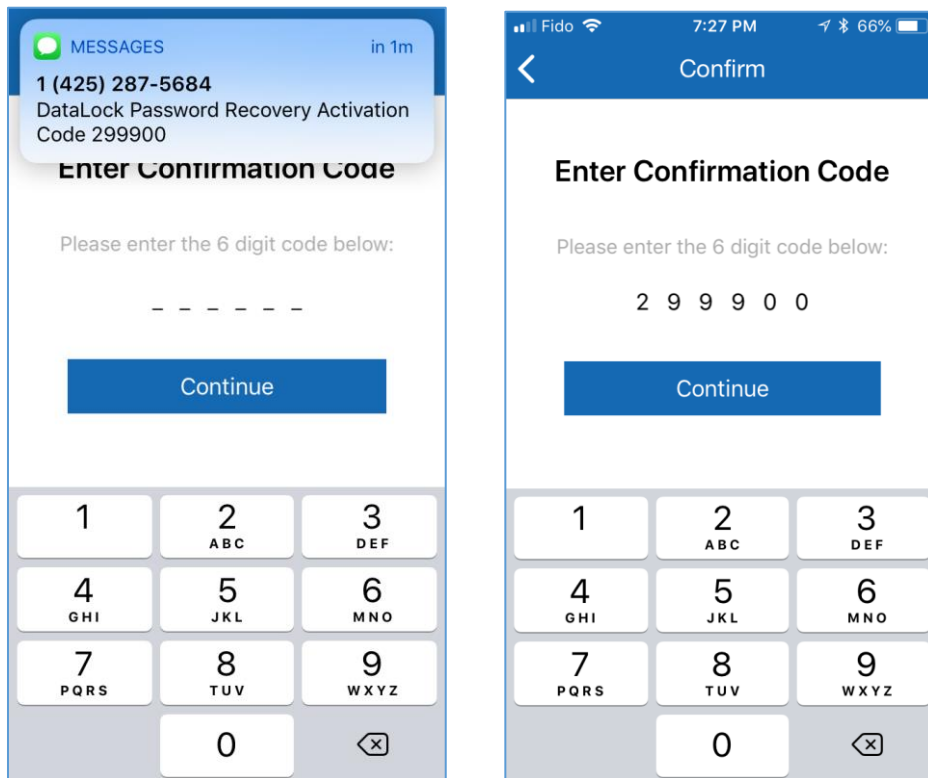 MESSAGES in 1m
1 (425) 287-5684
DataLock Password Recovery Activation
Code 299900
Enter Confirmation Code
Please enter the 6 digit code below:
_ _ _ _ _ _
Continue
1 2 3
ABC DEF
4 5 6
GHI JKL MNO
7 8 9
PQRS TUV WXYZ
0
Fido 7:27 PM 66%
Confirm
Enter Confirmation Code
Please enter the 6 digit code below:
2 9 9 9 0 0
Continue
1 2 3
ABC DEF
4 5 6
GHI JKL MNO
7 8 9
PQRS TUV WXYZ
0